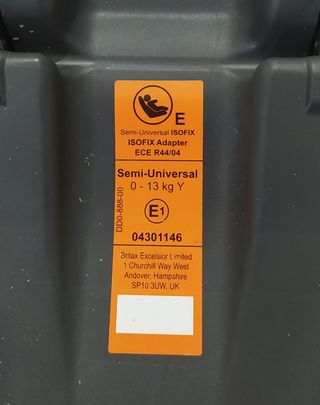 E
Semi-Universal ISOFIX
ISOFIX Adapter
ECE R44/04
Semi-Universal
0 - 13 kg Y
E1
04301146
DD0-888-00
Britax Excelsior Limited
1 Churchill Way West
Andover, Hampshire
SP10 3UW, UK